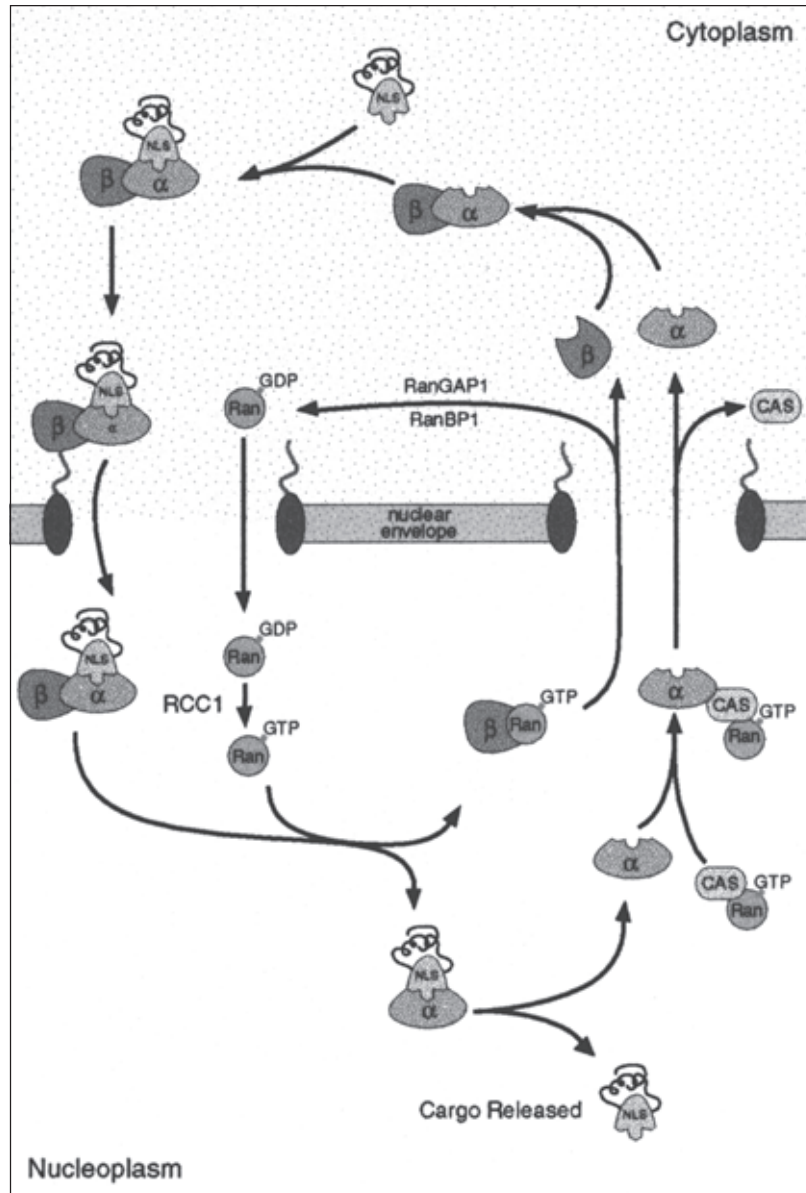 Cytoplasm
NLS
NLS
β
α
β
α
α
NLS
β
α
β
GDP
Ran
RanGAP1
RanBP1
CAS
nuclear
envelope
GDP
Ran
NLS
β
α
RCC1
GTP
Ran
GTP
β
Ran
α
CAS
GTP
Ran
α
CAS
GTP
Ran
NLS
α
Cargo Released
NLS
Nucleoplasm